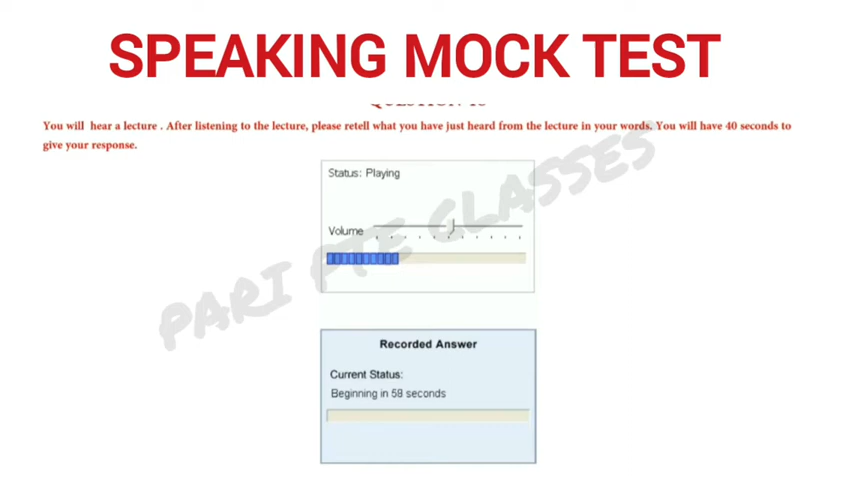 SPEAKING MOCK TEST
You will hear a lecture . After listening to the lecture, please retell what you have just heard from the lecture in your words. You will have 40 seconds to
give your response.
Status: Playing
Volume
PARI PTE CLASSES
Recorded Answer
Current Status:
Beginning in 58 seconds